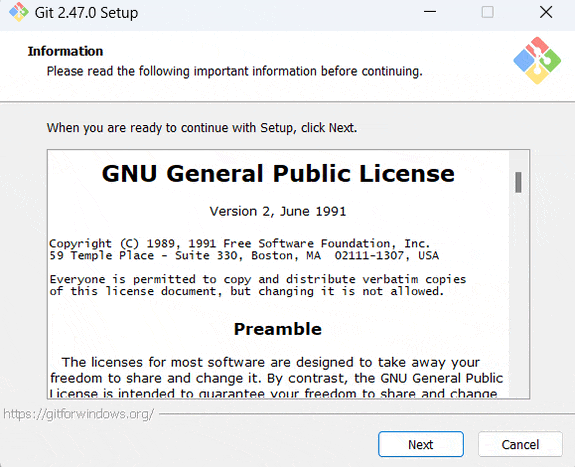 Git 2.47.0 Setup
Information
Please read the following important information before continuing.
When you are ready to continue with Setup, click Next.
GNU General Public License
Version 2, June 1991
Copyright (C) 1989, 1991 Free Software Foundation, Inc.
59 Temple Place - Suite 330, Boston, MA  02111-1307, USA
Everyone is permitted to copy and distribute verbatim copies
of this license document, but changing it is not allowed.
Preamble
The licenses for most software are designed to take away your
freedom to share and change it. By contrast, the GNU General Public
License is intended to guarantee your freedom to share and change
https://gitforwindows.org/
Next
Cancel